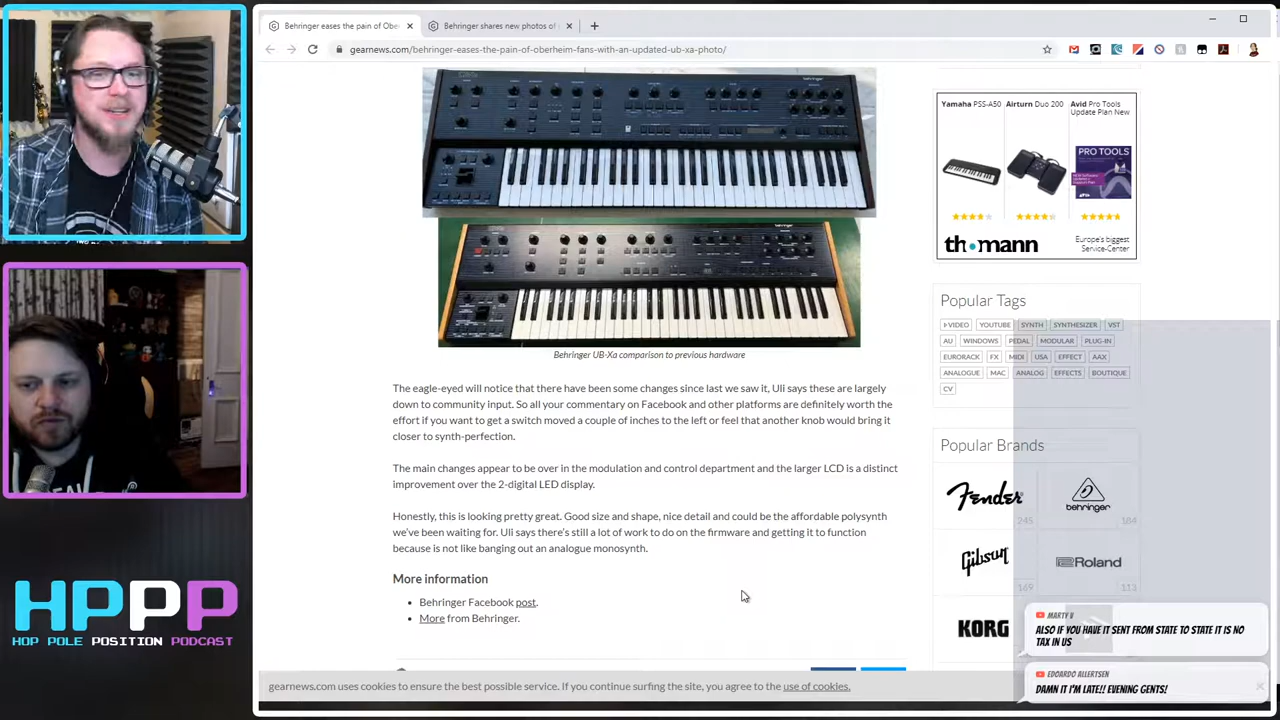 Behringer eases the pain of Obe
Behringer shares new photos of
gearnews.com/behringer-eases-the-pain-of-oberheim-fans-with-an-updated-ub-xa-photo/
Behringer UB-Xa comparison to previous hardware
The eagle-eyed will notice that there have been some changes since last we saw it, Uli says these are largely
down to community input. So all your commentary on Facebook and other platforms are definitely worth the
effort if you want to get a switch moved a couple of inches to the left or feel that another knob would bring it
closer to synth-perfection.
The main changes appear to be over in the modulation and control department and the larger LCD is a distinct
improvement over the 2-digital LED display.
Honestly, this is looking pretty great. Good size and shape, nice detail and could be the affordable polysynth
we've been waiting for. Uli says there's still a lot of work to do on the firmware and getting it to function
because is not like banging out an analogue monosynth.
More information
Behringer Facebook post.
More from Behringer.
Yamaha PSS-A50
Airturn Duo 200
Avid Pro Tools
Update Plan New
PRO TOOLS
th•mann
Europe's biggest
Service-Center
Popular Tags
VIDEO YOUTUBE SYNTH SYNTHESIZER VST
AU WINDOWS PEDAL MODULAR PLUG-IN
EURORACK FX MIDI USA EFFECT AAX
ANALOGUE MAC ANALOG EFFECTS BOUTIQUE
CV
Popular Brands
Fender
245
behringer
184
Gibson
169
Roland
113
KORG
MARTY V
ALSO IF YOU HAVE IT SENT FROM STATE TO STATE IT IS NO
TAX IN US
EDOARDO ALLERTSEN
DAMN IT I'M LATE!! EVENING GENTS!
gearnews.com uses cookies to ensure the best possible service. If you continue surfing the site, you agree to the use of cookies.
HPPP
HOP POLE POSITION PODCAST